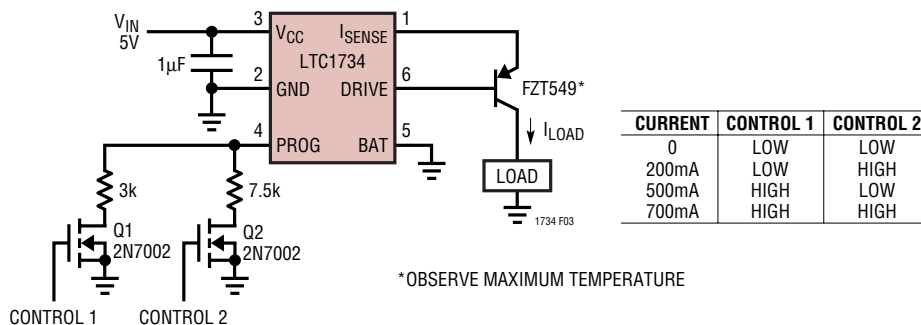 VIN
5V
1µF
3
VCC
ISENSE
1
LTC1734
2
GND
DRIVE
6
FZT549*
4
PROG
BAT
5
ILOAD
LOAD
1734 F03
3k
7.5k
Q1
2N7002
Q2
2N7002
CONTROL 1
CONTROL 2
CURRENT CONTROL 1 CONTROL 2
0 LOW LOW
200mA LOW HIGH
500mA HIGH LOW
700mA HIGH HIGH
*OBSERVE MAXIMUM TEMPERATURE